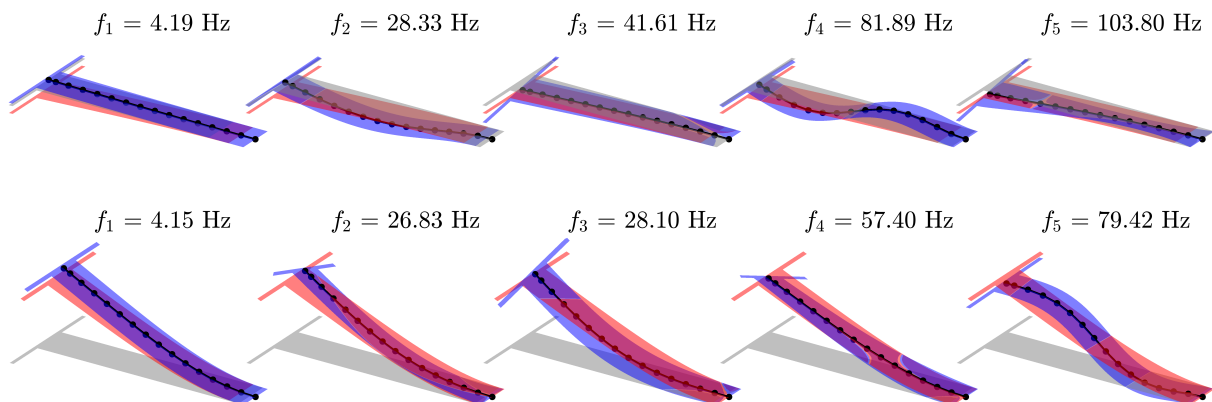 f₁ = 4.19 Hz f₂ = 28.33 Hz f₃ = 41.61 Hz f₄ = 81.89 Hz f₅ = 103.80 Hz
f₁ = 4.15 Hz f₂ = 26.83 Hz f₃ = 28.10 Hz f₄ = 57.40 Hz f₅ = 79.42 Hz